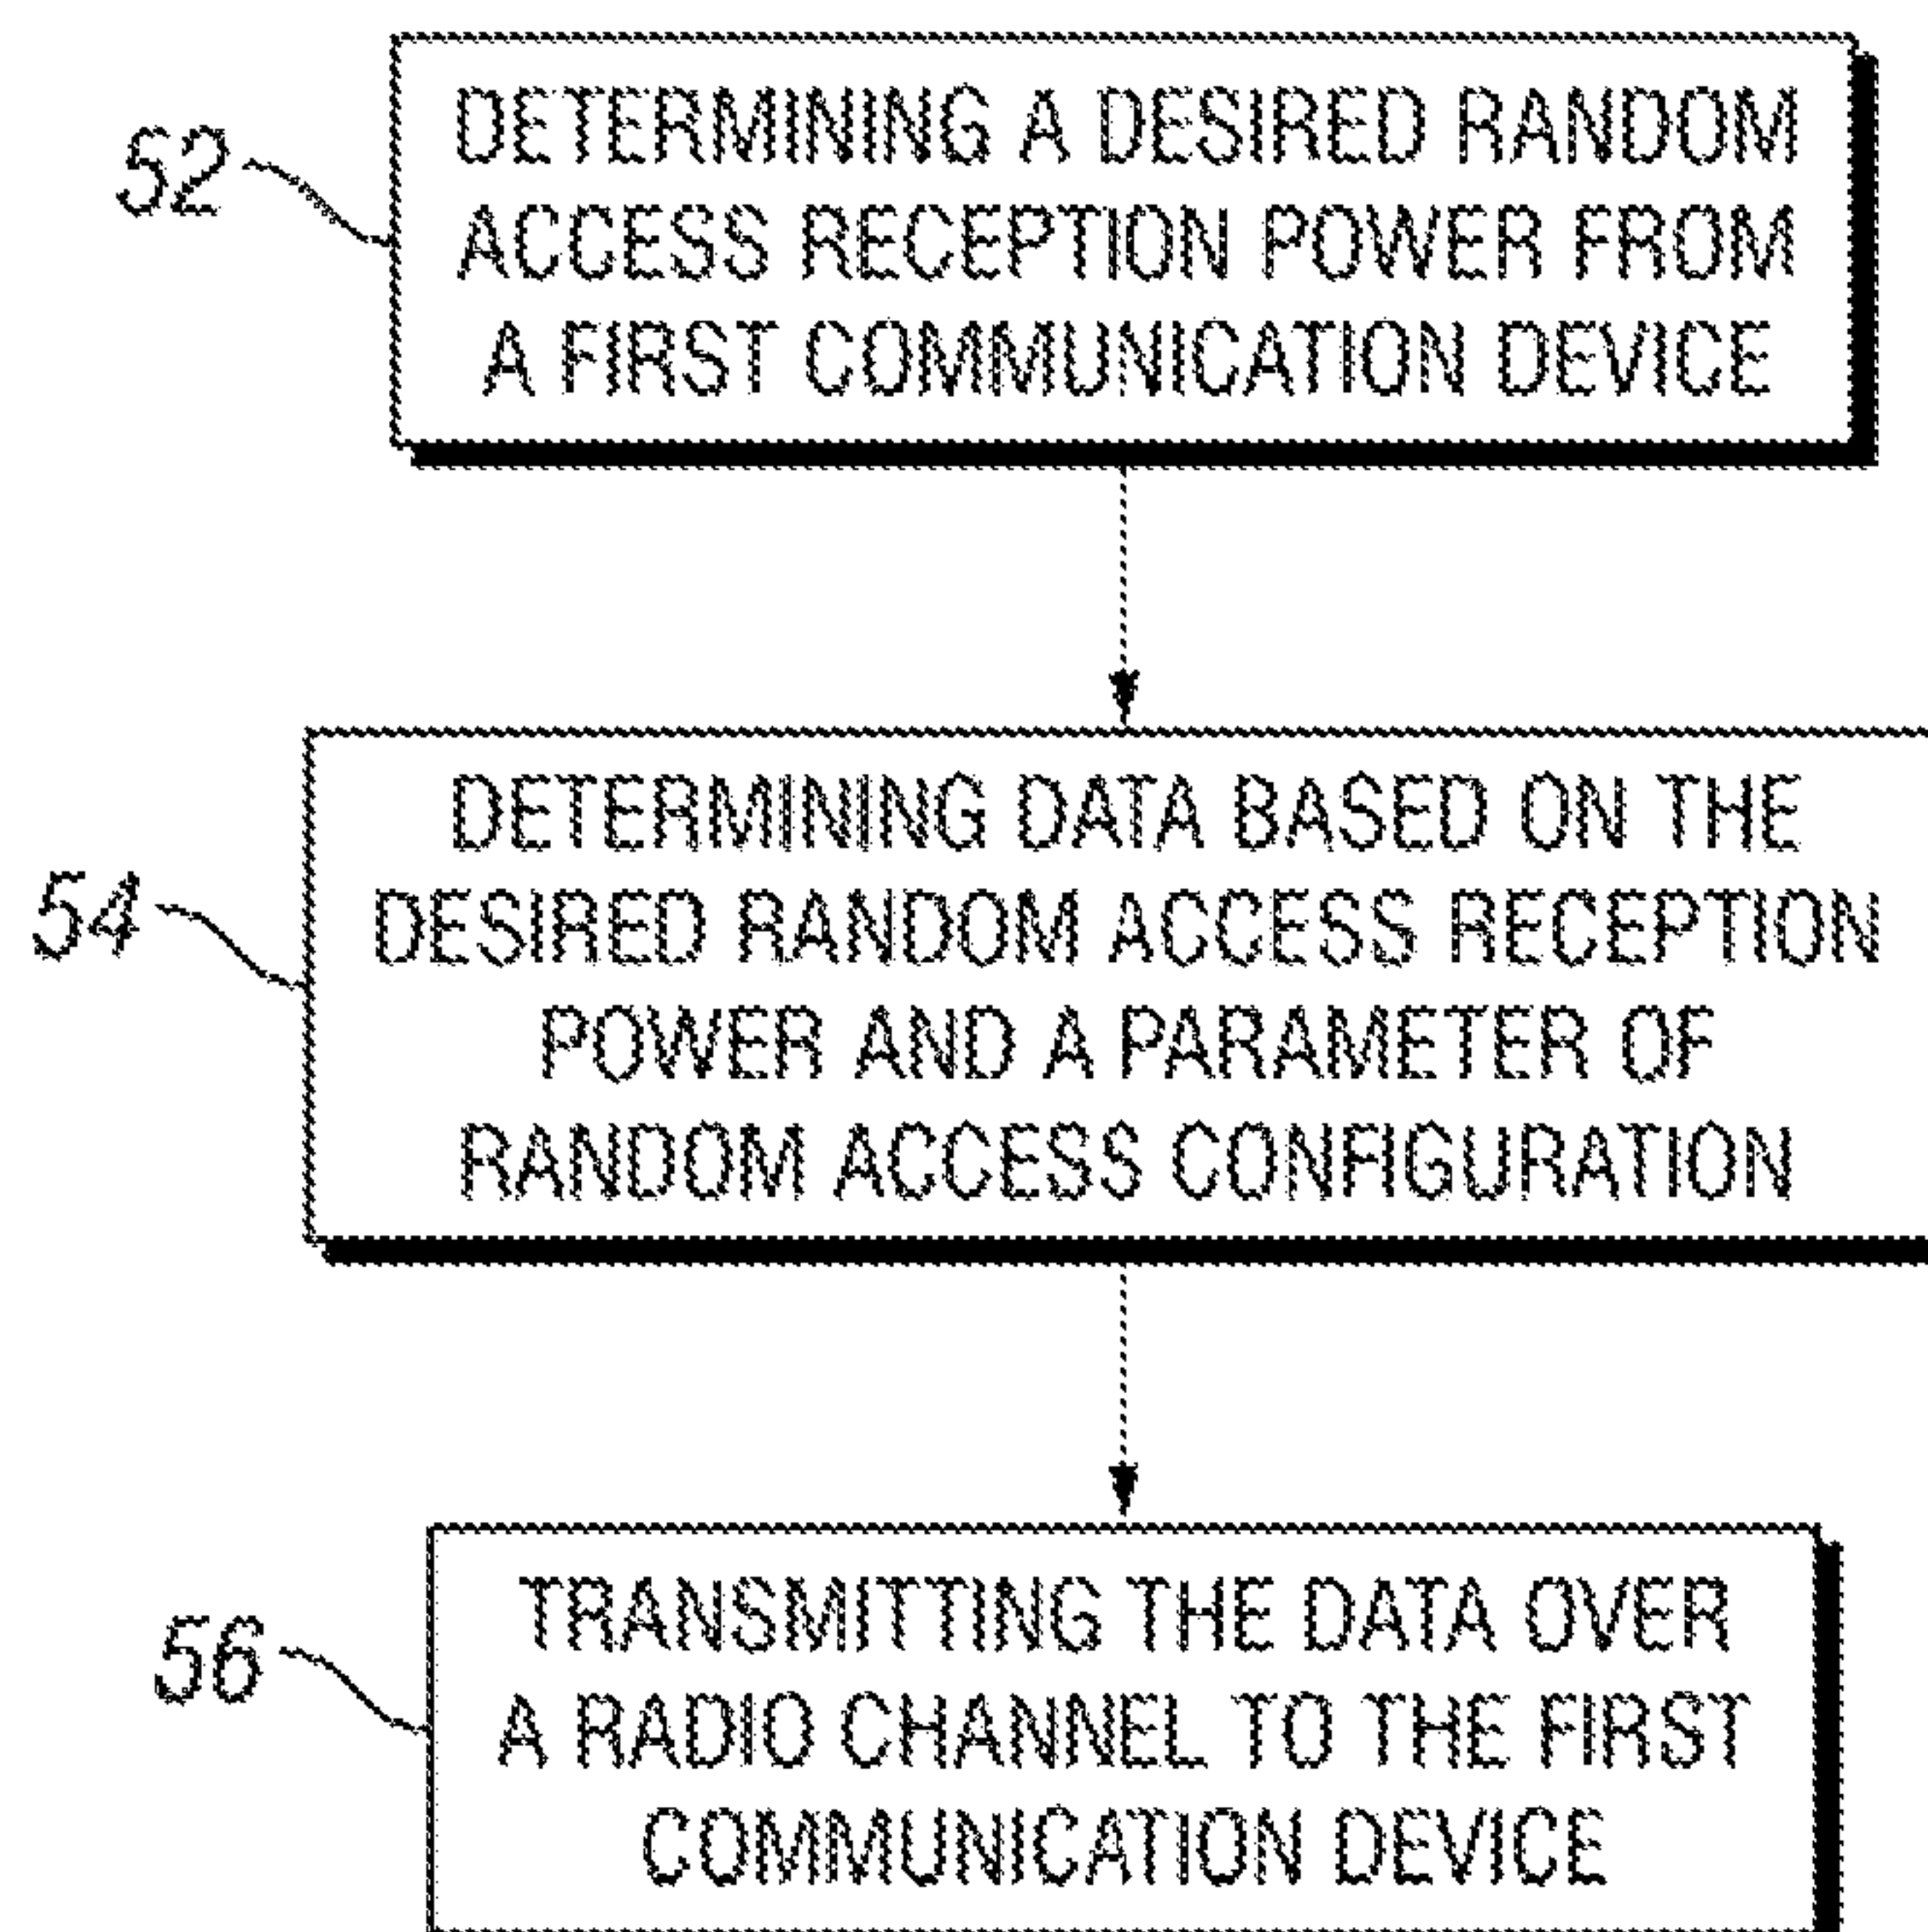 52
DETERMINING A DESIRED RANDOM
ACCESS RECEPTION POWER FROM
A FIRST COMMUNICATION DEVICE
54
DETERMINING DATA BASED ON THE
DESIRED RANDOM ACCESS RECEPTION
POWER AND A PARAMETER OF
RANDOM ACCESS CONFIGURATION
56
TRANSMITTING THE DATA OVER
A RADIO CHANNEL TO THE FIRST
COMMUNICATION DEVICE